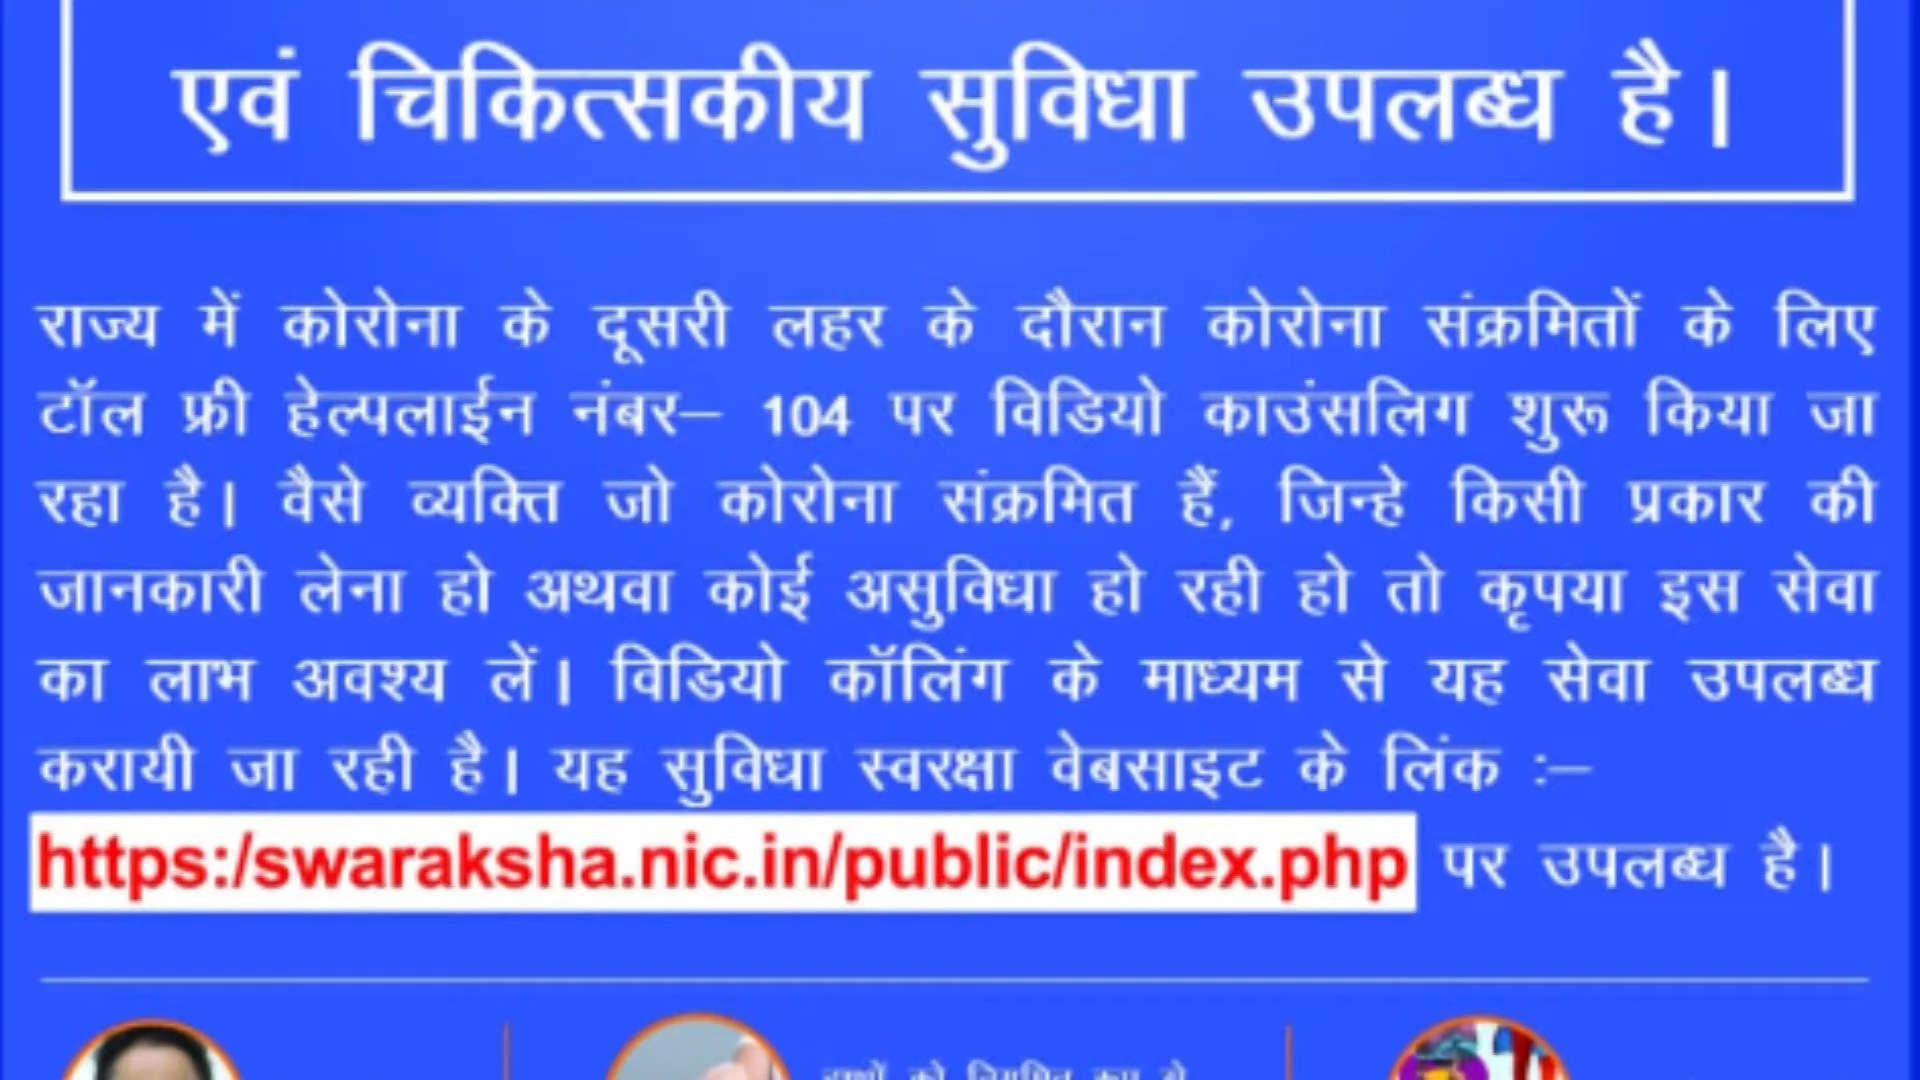 एवं चिकित्सकीय सुविधा उपलब्ध है।
राज्य में कोरोना के दूसरी लहर के दौरान कोरोना संक्रमितों के लिए
टॉल फ्री हेल्पलाईन नंबर– 104 पर विडियो काउंसलिग शुरू किया जा
रहा है। वैसे व्यक्ति जो कोरोना संक्रमित हैं, जिन्हे किसी प्रकार की
जानकारी लेना हो अथवा कोई असुविधा हो रही हो तो कृपया इस सेवा
का लाभ अवश्य लें। विडियो कॉलिंग के माध्यम से यह सेवा उपलब्ध
करायी जा रही है। यह सुविधा स्वरक्षा वेबसाइट के लिंक :–
https:/swaraksha.nic.in/public/index.php पर उपलब्ध है।